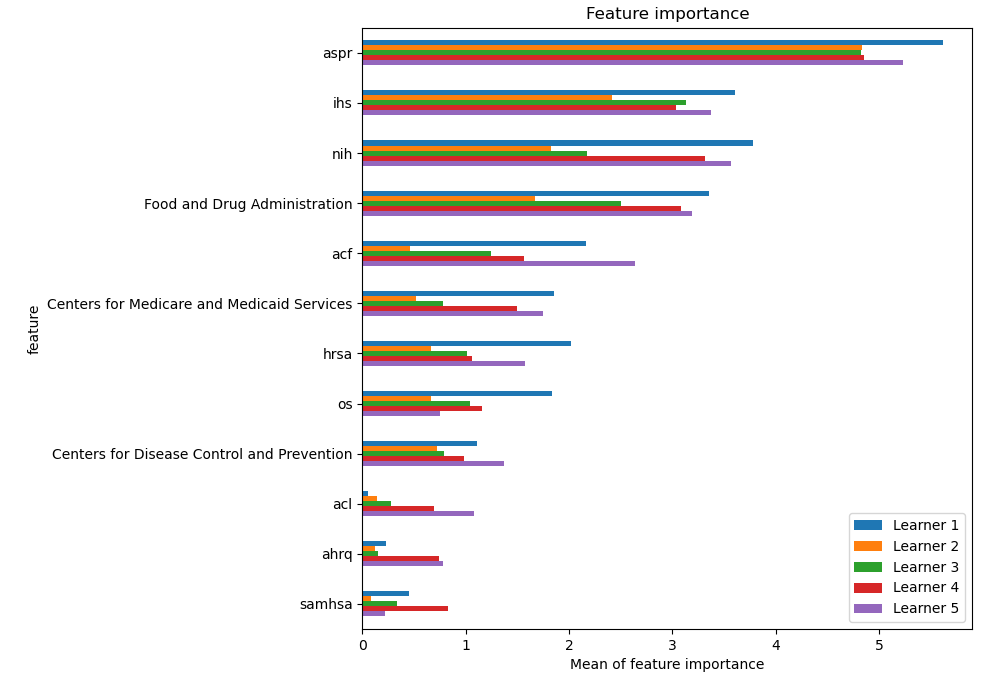 Feature importance
aspr
ihs
nih
Food and Drug Administration
acf
Centers for Medicare and Medicaid Services
hrsa
os
Centers for Disease Control and Prevention
acl
ahrq
samhsa
feature
0 1 2 3 4 5
Mean of feature importance
Learner 1
Learner 2
Learner 3
Learner 4
Learner 5